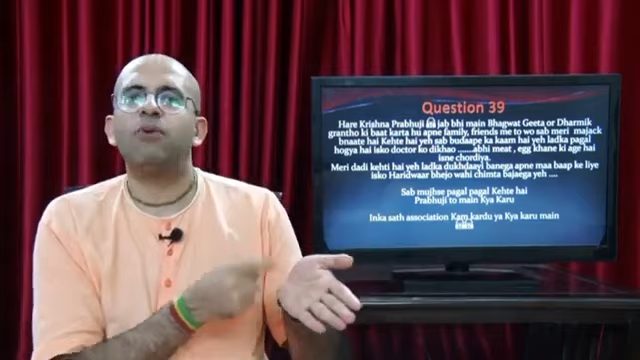 Question 39
Hare Krishna Prabhuji 🙏 jab bhi main Bhagwat Geeta or Dharmik
grantho ki baat karta hu apne family, friends me to wo sab meri majack
bnaate hai Kehte hai yeh sab budaape ka kaam hai yeh ladka pagal
hogya hai isko doctor ko dikhao .......abhi meat , egg khane ki age hai
isne chordiya.
Meri dadi kehti hai yeh ladka dukhdaayi banega apne maa baap ke liye
isko Haridwaar bhejo wahi chimta bajaega yeh ....
Sab mujhse pagal pagal Kehte hai
Prabhuji to main Kya Karu
Inka sath association Kam kardu ya Kya karu main
🙏🙏